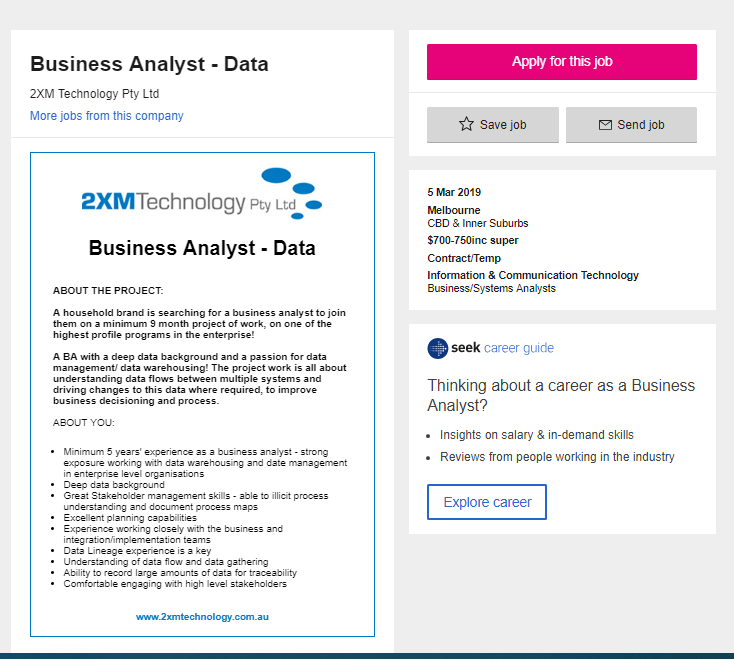 Business Analyst - Data
2XM Technology Pty Ltd
More jobs from this company
2XMTechnology Pty Ltd
Business Analyst - Data
ABOUT THE PROJECT:
A household brand is searching for a business analyst to join
them on a minimum 9 month project of work, on one of the
highest profile programs in the enterprise!
A BA with a deep data background and a passion for data
management/ data warehousing! The project work is all about
understanding data flows between multiple systems and
driving changes to this data where required, to improve
business decisioning and process.
ABOUT YOU:
• Minimum 5 years' experience as a business analyst - strong
exposure working with data warehousing and date management
in enterprise level organisations
• Deep data background
• Great Stakeholder management skills - able to illicit process
understanding and document process maps
• Excellent planning capabilities
• Experience working closely with the business and
integration/implementation teams
• Data Lineage experience is a key
• Understanding of data flow and data gathering
• Ability to record large amounts of data for traceability
• Comfortable engaging with high level stakeholders
www.2xmtechnology.com.au
Apply for this job
Save job
Send job
5 Mar 2019
Melbourne
CBD & Inner Suburbs
$700-750inc super
Contract/Temp
Information & Communication Technology
Business/Systems Analysts
seek career guide
Thinking about a career as a Business
Analyst?
• Insights on salary & in-demand skills
• Reviews from people working in the industry
Explore career